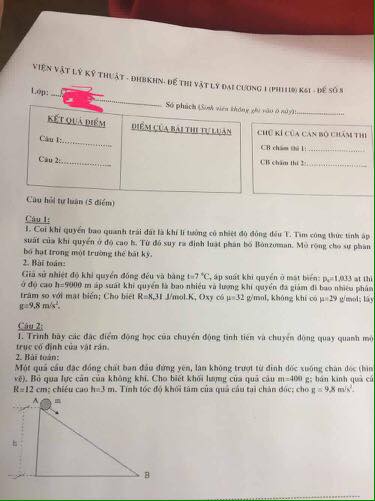 VIỆN VẬT LÝ KỸ THUẬT - ĐHBKHN- ĐỀ THI VẬT LÝ ĐẠI CƯƠNG 1 (PH1110) K61 - ĐỀ SỐ 8
Lớp:
Số phách (Sinh viên không ghi vào ô này):
KẾT QUẢ ĐIỂM
Câu 1:
Câu 2:
ĐIỂM CỦA BÀI THI TỰ LUẬN
CHỮ KÍ CỦA CÁN BỘ CHẤM THI
CB chấm thi 1:
CB chấm thi 2:
Câu hỏi tự luận (5 điểm)
Câu 1:
1. Coi khí quyển bao quanh trái đất là khí lí tưởng có nhiệt độ đồng đều T. Tìm công thức tính áp
suất của khí quyển ở độ cao h. Từ đó suy ra định luật phân bố Bônzơman. Mở rộng cho sự phân
bố hạt trong một trường thế bất kỳ.
2. Bài toán:
Giả sử nhiệt độ khí quyển đồng đều và bằng t=7 °C, áp suất khí quyển ở mặt biển: p₀=1,033 at thì
ở độ cao h=9000 m áp suất khí quyển là bao nhiêu và lượng khí quyển đã giảm đi bao nhiêu phần
trăm so với mặt biển; Cho biết R=8,31 J/mol.K, Oxy có μ=32 g/mol, không khí có μ=29 g/mol; lấy
g=9,8 m/s².
Câu 2:
1. Trình bày các đặc điểm động học của chuyển động tịnh tiến và chuyển động quay quanh một
trục cố định của vật rắn.
2. Bài toán:
Một quả cầu đặc đồng chất ban đầu đứng yên, lăn không trượt từ đỉnh dốc xuống chân dốc (hình
vẽ). Bỏ qua lực cản của không khí. Cho biết khối lượng của quả cầu m=400 g; bán kính quả cầ
R=12 cm; chiều cao h=3 m. Tính tốc độ khối tâm của quả cầu tại chân dốc; cho g = 9,8 m/s².
A
m
h
B